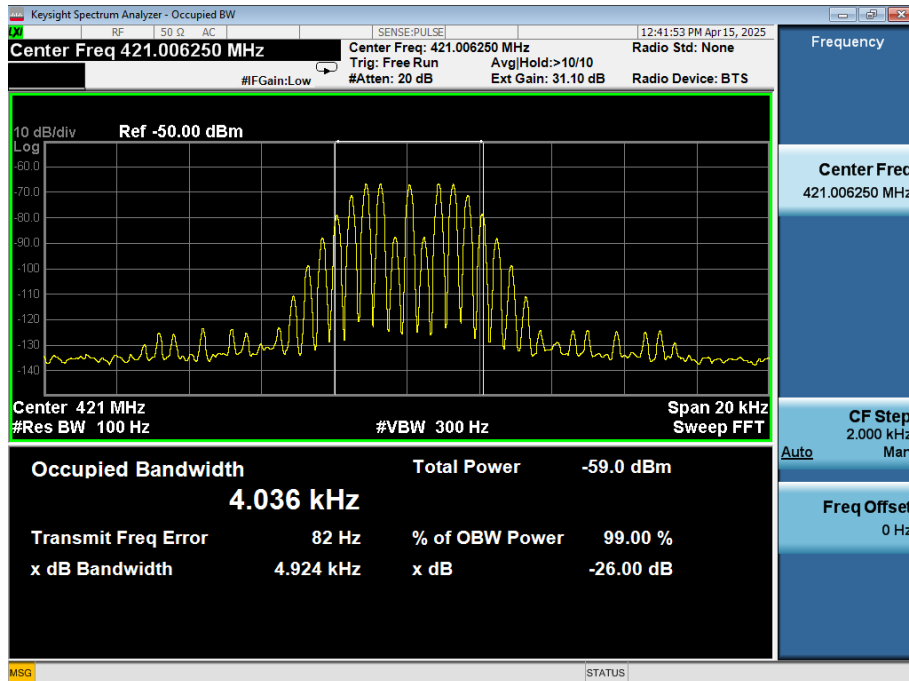 Keysight Spectrum Analyzer - Occupied BW
LXI
RF 50 Ω AC SENSE:PULSE 12:41:53 PM Apr 15, 2025
Center Freq 421.006250 MHz
Center Freq: 421.006250 MHz Radio Std: None
Trig: Free Run Avg|Hold:>10/10
#IFGain:Low #Atten: 20 dB Ext Gain: 31.10 dB Radio Device: BTS
10 dB/div Ref -50.00 dBm
Log
-60.0
-70.0
-80.0
-90.0
-100
-110
-120
-130
-140
Center 421 MHz Span 20 kHz
#Res BW 100 Hz #VBW 300 Hz Sweep FFT
Occupied Bandwidth Total Power -59.0 dBm
4.036 kHz
Transmit Freq Error 82 Hz % of OBW Power 99.00 %
x dB Bandwidth 4.924 kHz x dB -26.00 dB
MSG STATUS
Frequency
Center Freq
421.006250 MHz
CF Step
2.000 kHz
Auto Man
Freq Offset
0 Hz